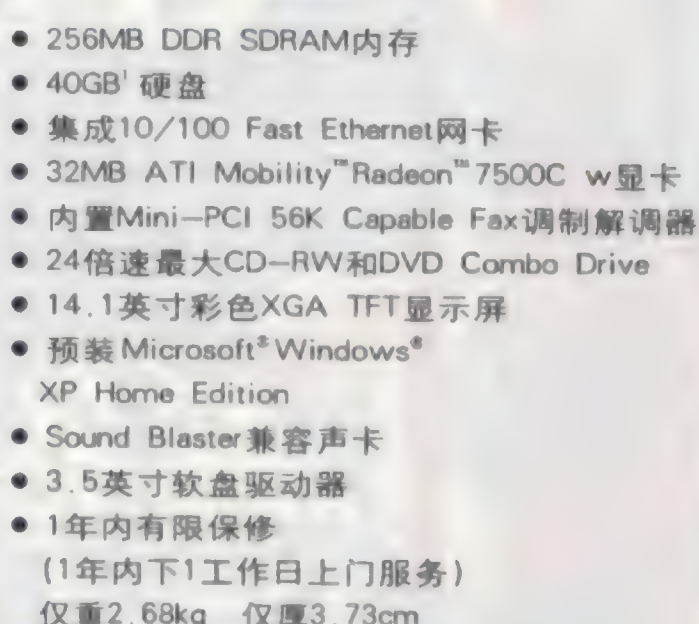 ● 256MB DDR SDRAM内存
● 40GB¹ 硬盘
● 集成10/100 Fast Ethernet网卡
● 32MB ATI Mobility™Radeon™7500C w显卡
● 内置Mini-PCI 56K Capable Fax调制解调器
● 24倍速最大CD-RW和DVD Combo Drive
● 14.1英寸彩色XGA TFT显示屏
● 预装Microsoft®Windows®
XP Home Edition
● Sound Blaster兼容声卡
● 3.5英寸软盘驱动器
● 1年内有限保修
(1年内下1工作日上门服务)
仅重2.68kg 仅厚3.73cm